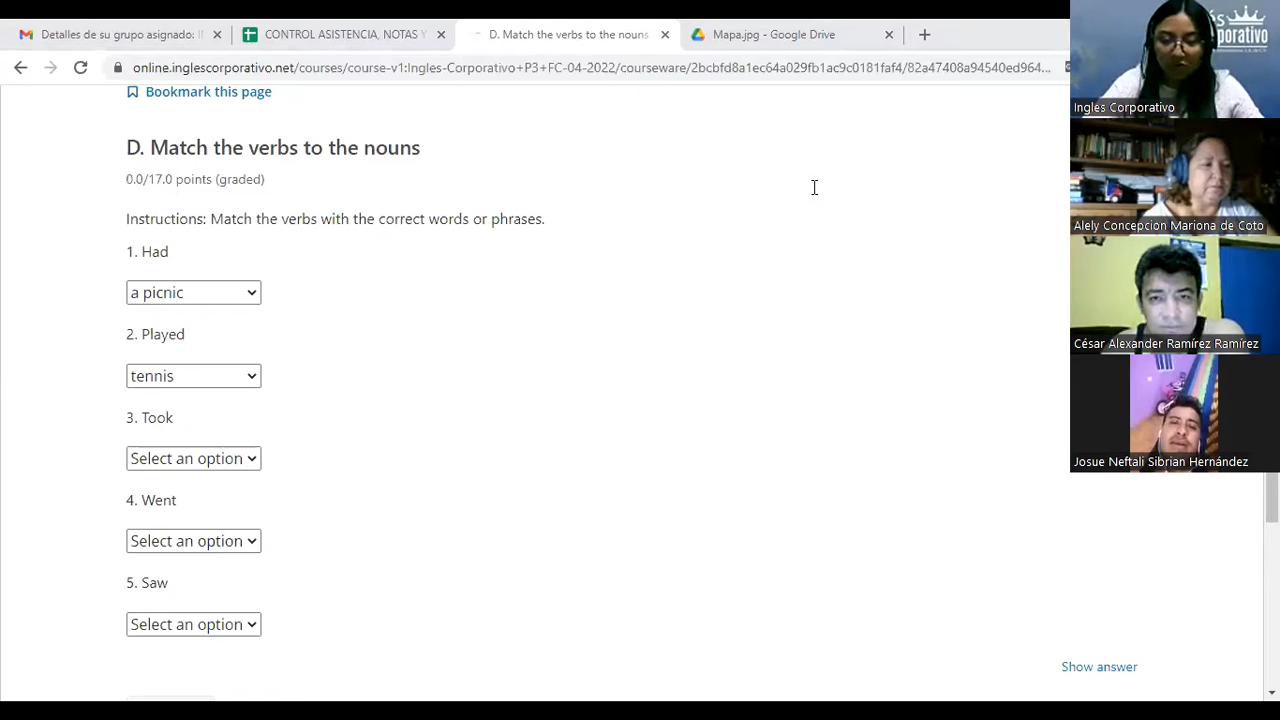 Detalles de su grupo asignado: I
CONTROL ASISTENCIA, NOTAS Y
D. Match the verbs to the nouns
Mapa.jpg - Google Drive
online.inglescorporativo.net/courses/course-v1:Ingles-Corporativo+P3+TC-04-2022/courseware/2bcbbd8a1ec64a029fb1ac9c0181faf4/82a47408a94540ed964...
Bookmark this page
D. Match the verbs to the nouns
0.0/17.0 points (graded)
Instructions: Match the verbs with the correct words or phrases.
1. Had
a picnic
2. Played
tennis
3. Took
Select an option
4. Went
Select an option
5. Saw
Select an option
Show answer
Ingles Corporativo
Alely Concepcion Mariona de Coto
César Alexander Ramírez Ramírez
Josue Neftali Sibrian Hernández